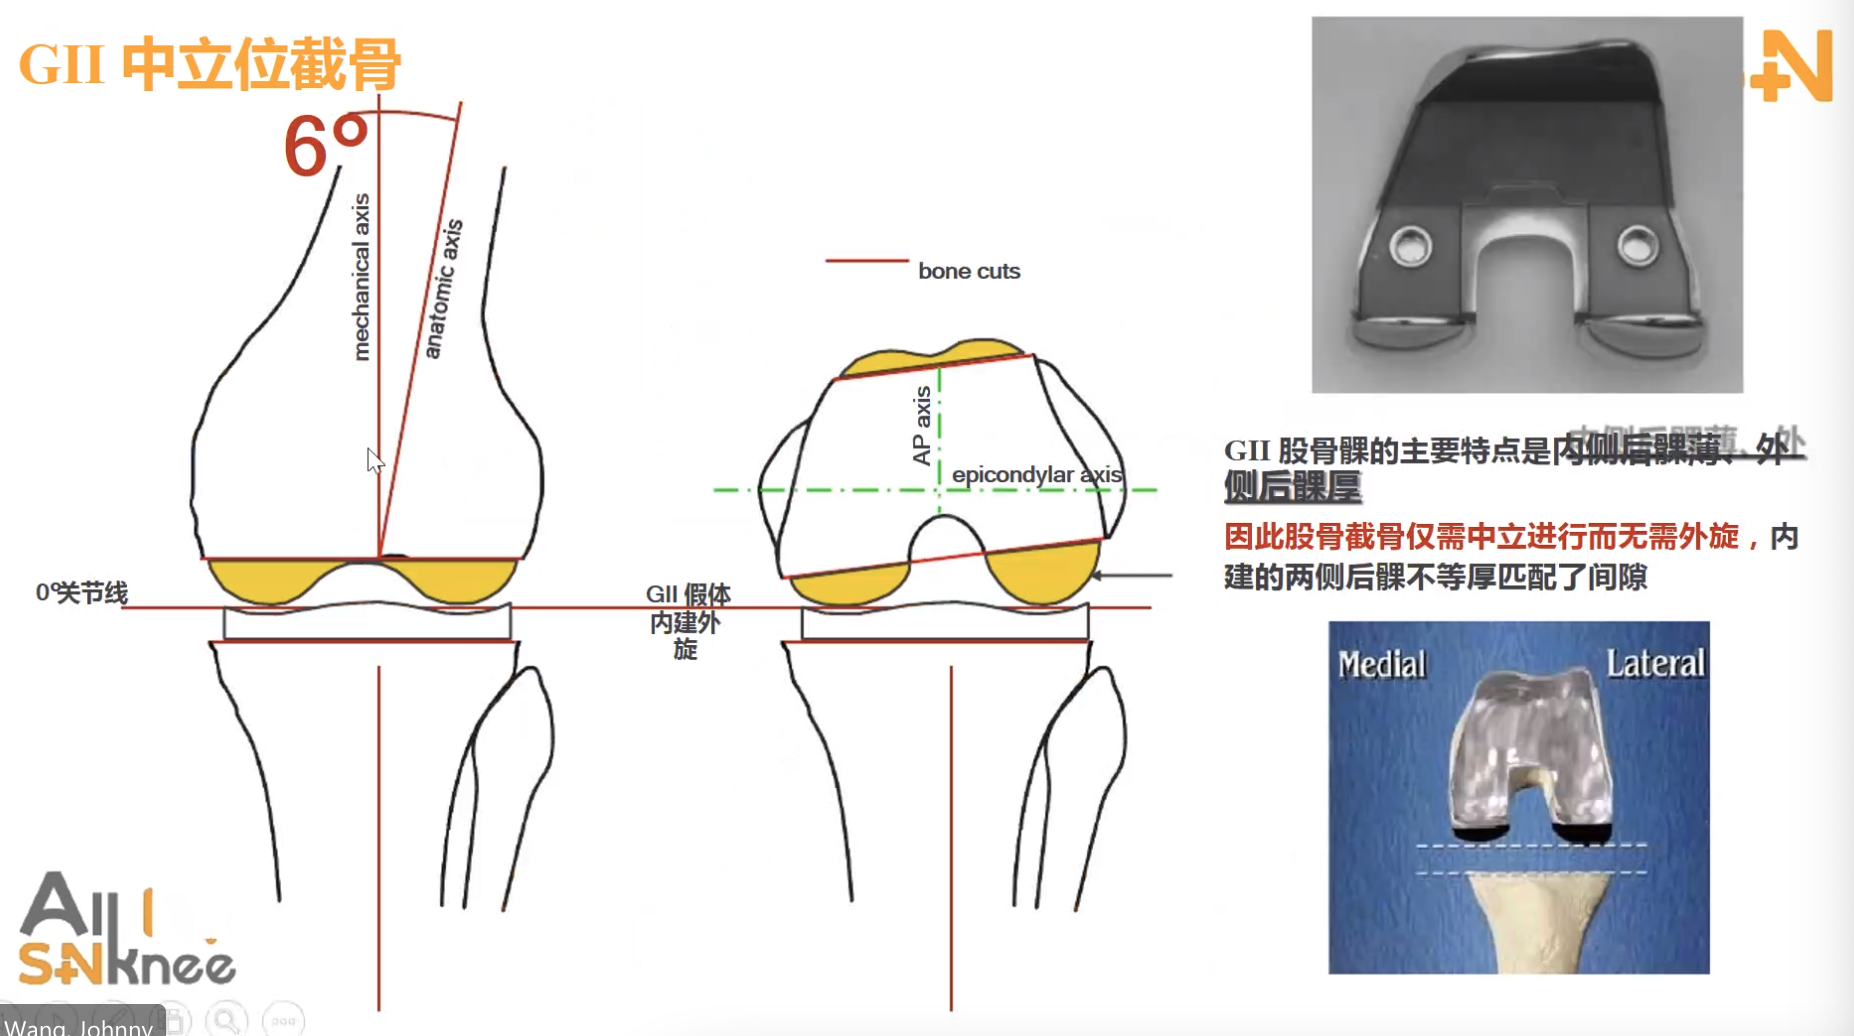 GII 中立位截骨
6°
mechanical axis
anatomic axis
0°关节线
bone cuts
AP axis
epicondylar axis
GII 假体
内建外
旋
GII 股骨髁的主要特点是内侧后髁薄、外
侧后髁厚
因此股骨截骨仅需中立进行而无需外旋，内
建的两侧后髁不等厚匹配了间隙
Medial
Lateral
All
S+N knee
Wang, Johnny